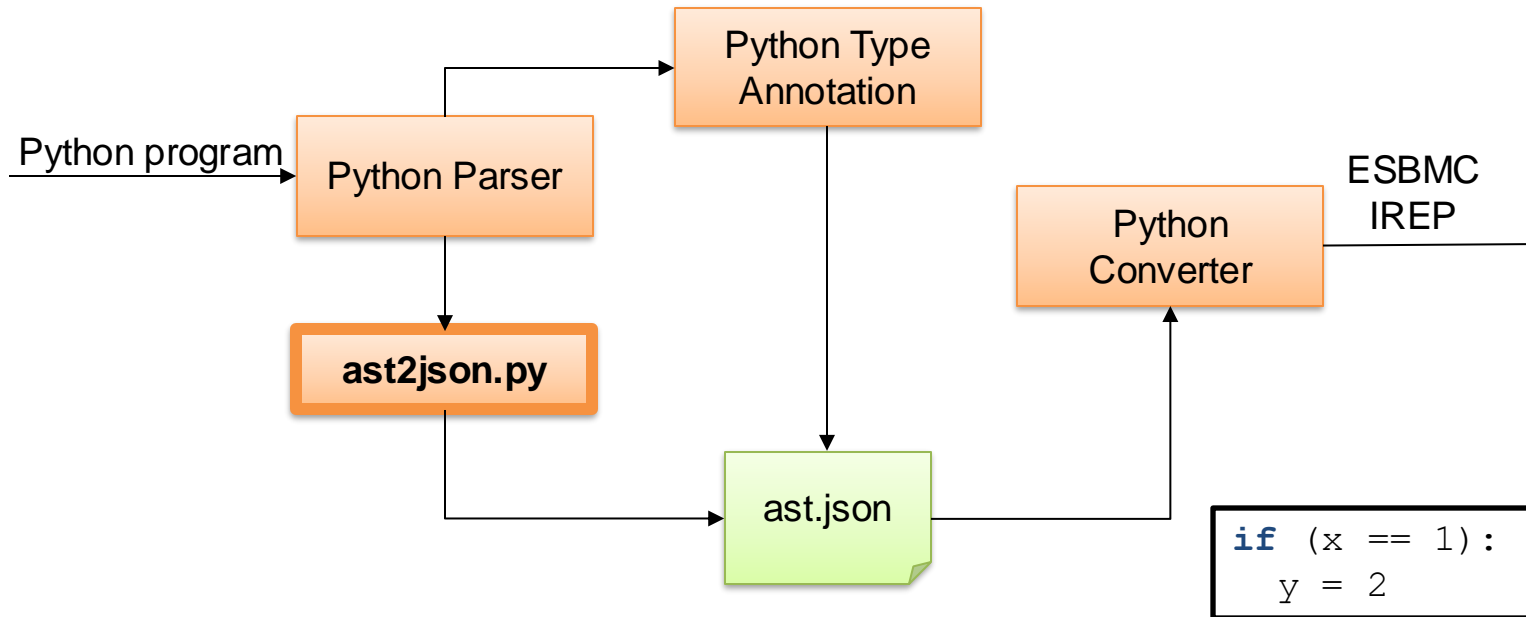 Python Type
Annotation
Python program
Python Parser
ESBMC
IREP
Python
Converter
ast2json.py
ast.json
if (x == 1):
  y = 2